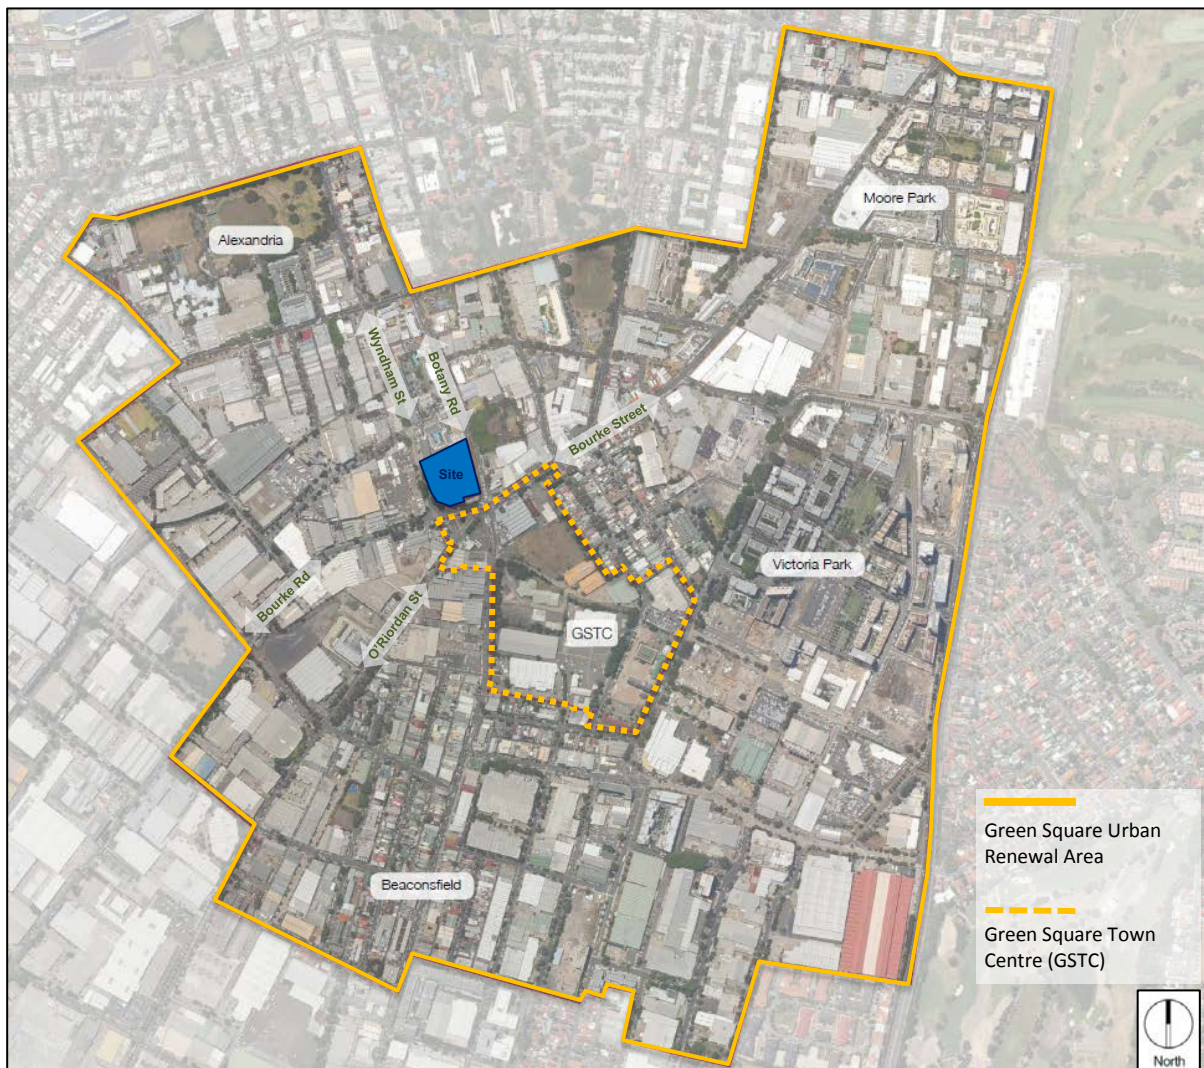 Moore Park
Alexandria
Wyndham St
Botany Rd
Bourke Street
Site
Victoria Park
Bourke Rd
O'Riordan St
GSTC
Beaconsfield
Green Square Urban
Renewal Area
Green Square Town
Centre (GSTC)
North